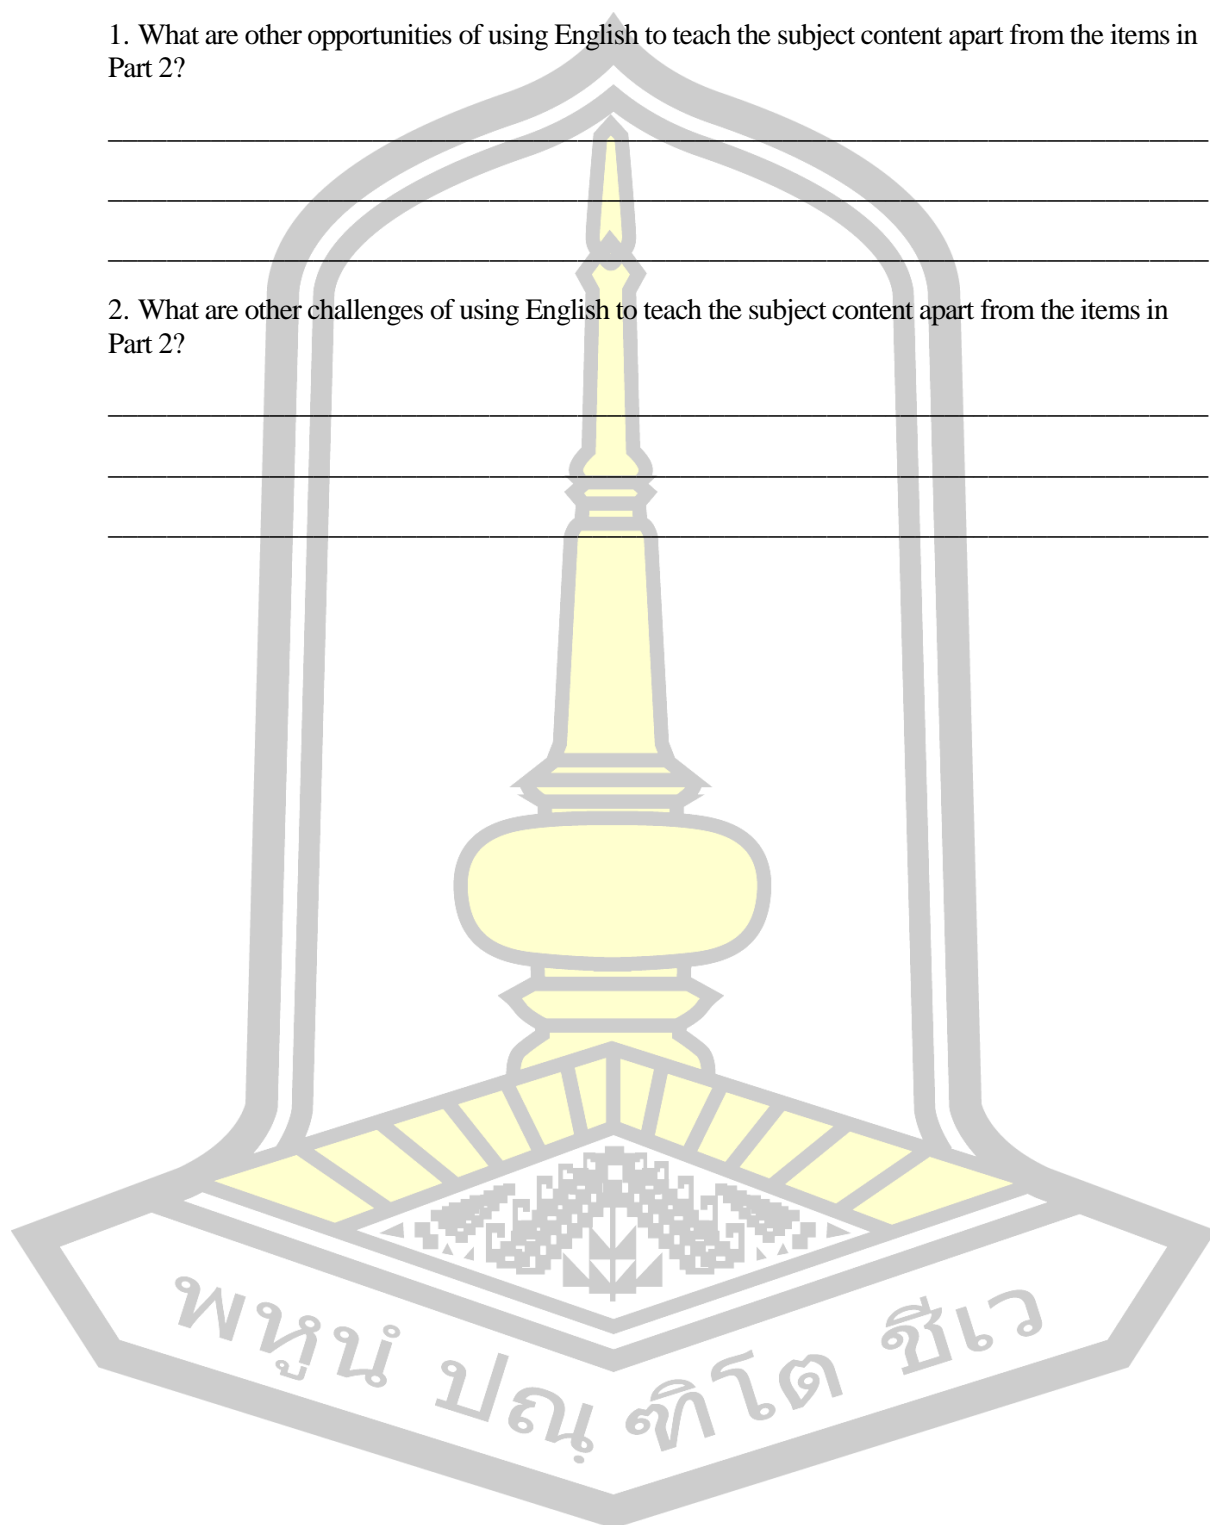 1. What are other opportunities of using English to teach the subject content apart from the items in
Part 2?
2. What are other challenges of using English to teach the subject content apart from the items in
Part 2?
พหูนํ ปณฺฑิโต ชีเว